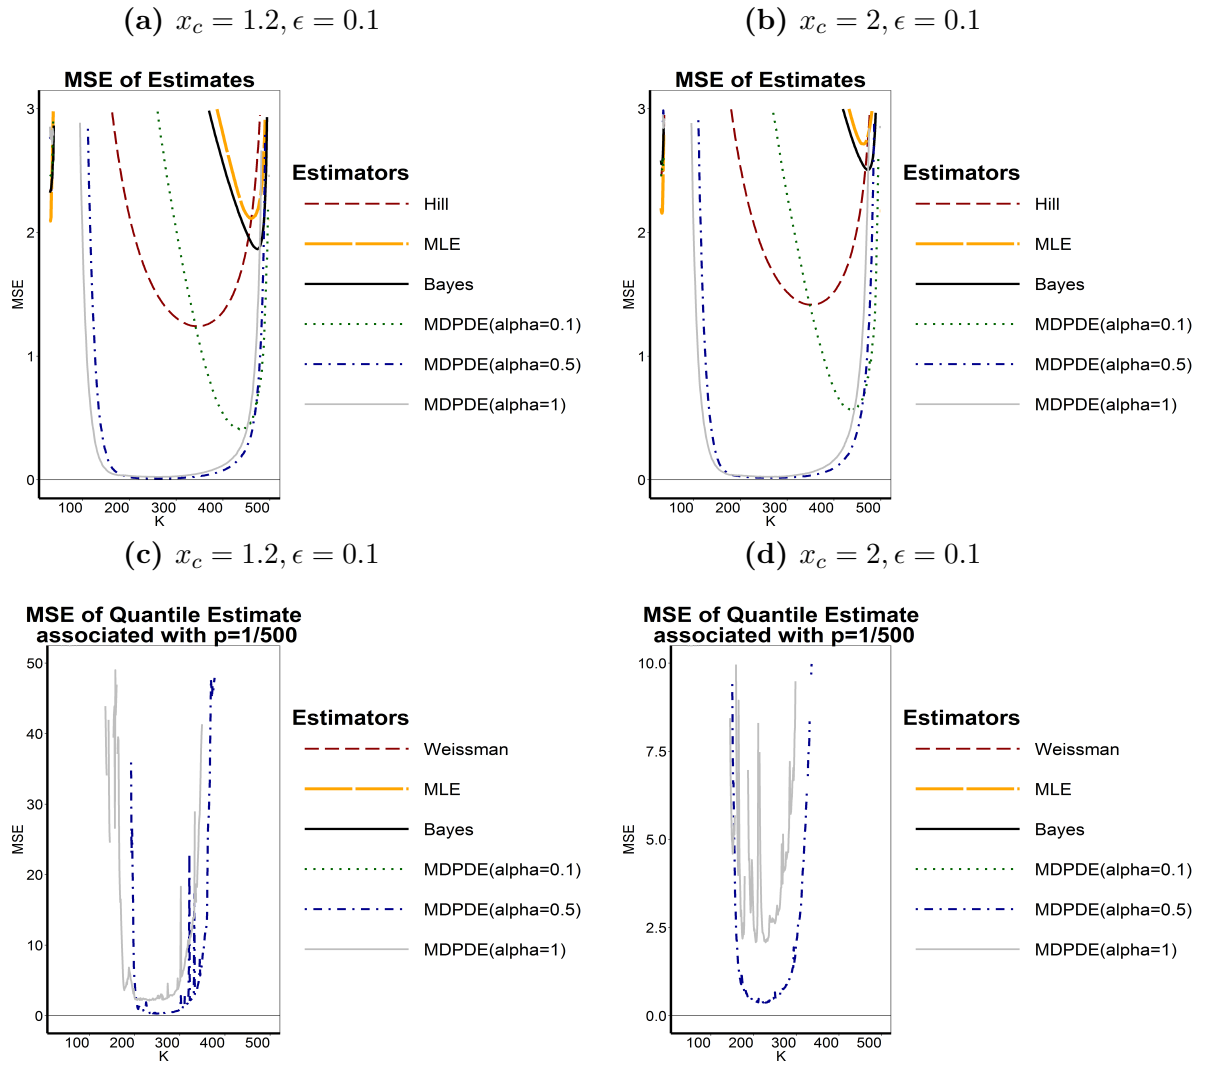 (a) x_c = 1.2, ϵ = 0.1
MSE of Estimates
3
2
1
0
MSE
100 200 300 400 500
K
Estimators
Hill
MLE
Bayes
MDPDE(alpha=0.1)
MDPDE(alpha=0.5)
MDPDE(alpha=1)
(b) x_c = 2, ϵ = 0.1
MSE of Estimates
3
2
1
0
MSE
100 200 300 400 500
K
Estimators
Hill
MLE
Bayes
MDPDE(alpha=0.1)
MDPDE(alpha=0.5)
MDPDE(alpha=1)
(c) x_c = 1.2, ϵ = 0.1
MSE of Quantile Estimate
associated with p=1/500
50
40
30
20
10
0
MSE
100 200 300 400 500
K
Estimators
Weissman
MLE
Bayes
MDPDE(alpha=0.1)
MDPDE(alpha=0.5)
MDPDE(alpha=1)
(d) x_c = 2, ϵ = 0.1
MSE of Quantile Estimate
associated with p=1/500
10.0
7.5
5.0
2.5
0.0
MSE
100 200 300 400 500
K
Estimators
Weissman
MLE
Bayes
MDPDE(alpha=0.1)
MDPDE(alpha=0.5)
MDPDE(alpha=1)